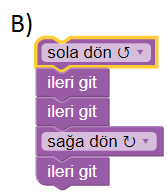 B)
sola dön ↺
ileri git
ileri git
sağa dön ↻
ileri git